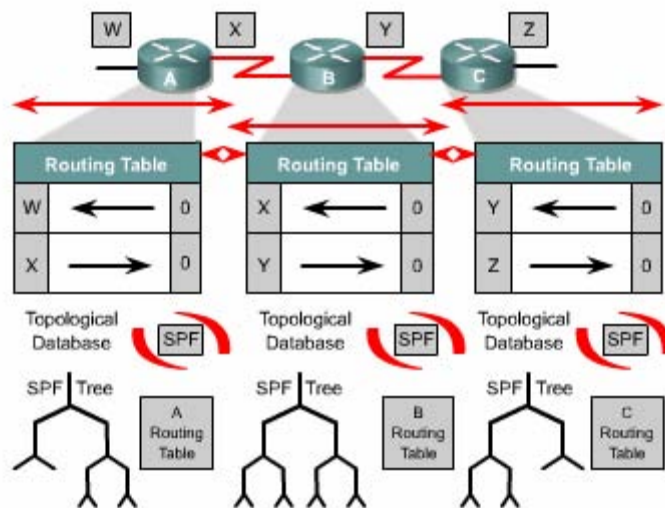 W X Y Z
A B C
Routing Table Routing Table Routing Table
W 0 X 0 Y 0
X 0 Y 0 Z 0
Topological Topological Topological
Database SPF Database SPF Database SPF
SPF Tree SPF Tree SPF Tree
A B C
Routing Routing Routing
Table Table Table